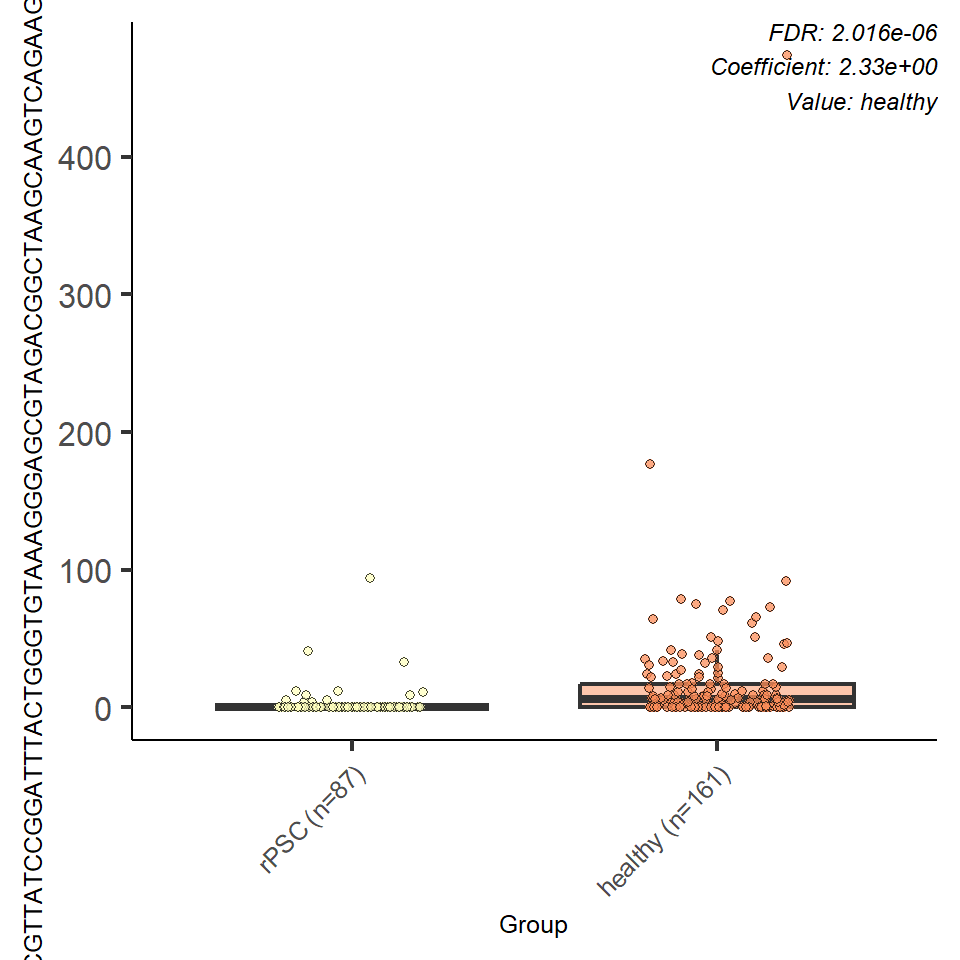 FDR: 2.016e-06
Coefficient: 2.33e+00
Value: healthy
CGTTATCCGGATTTACTGGGTGTAAAGGGAGCGTAGACGGCTAAGCAAGTCAGAAG
400
300
200
100
0
rPSC (n=87)
healthy (n=161)
Group